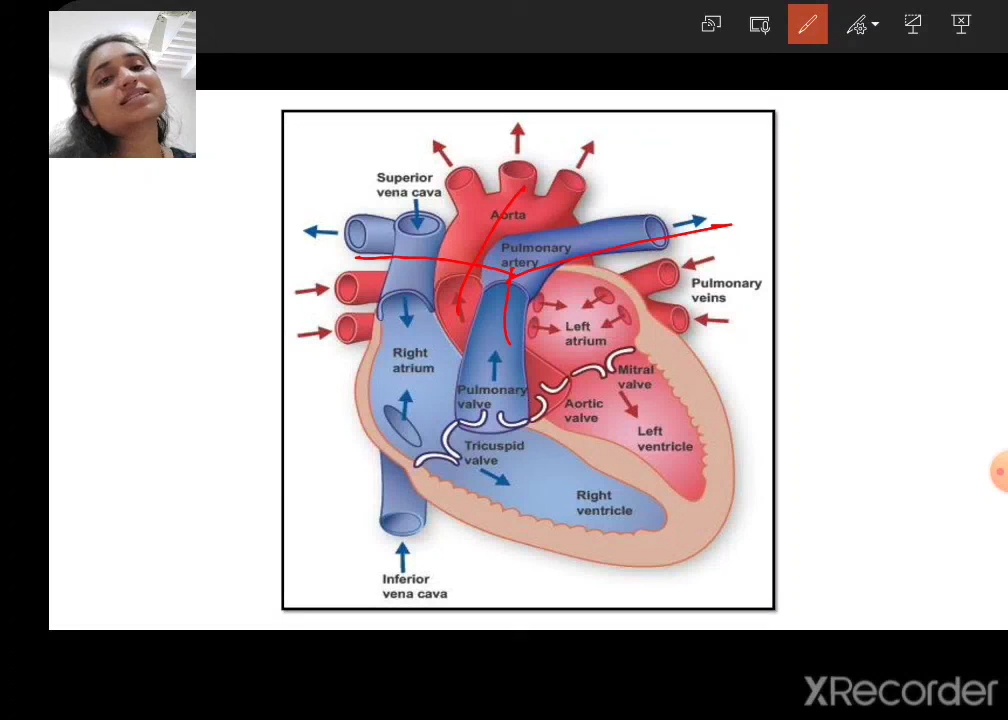 Superior
vena cava
Aorta
Pulmonary
artery
Pulmonary
veins
Left
atrium
Right
atrium
Mitral
valve
Pulmonary
valve
Aortic
valve
Left
ventricle
Tricuspid
valve
Right
ventricle
Inferior
vena cava
XRecorder